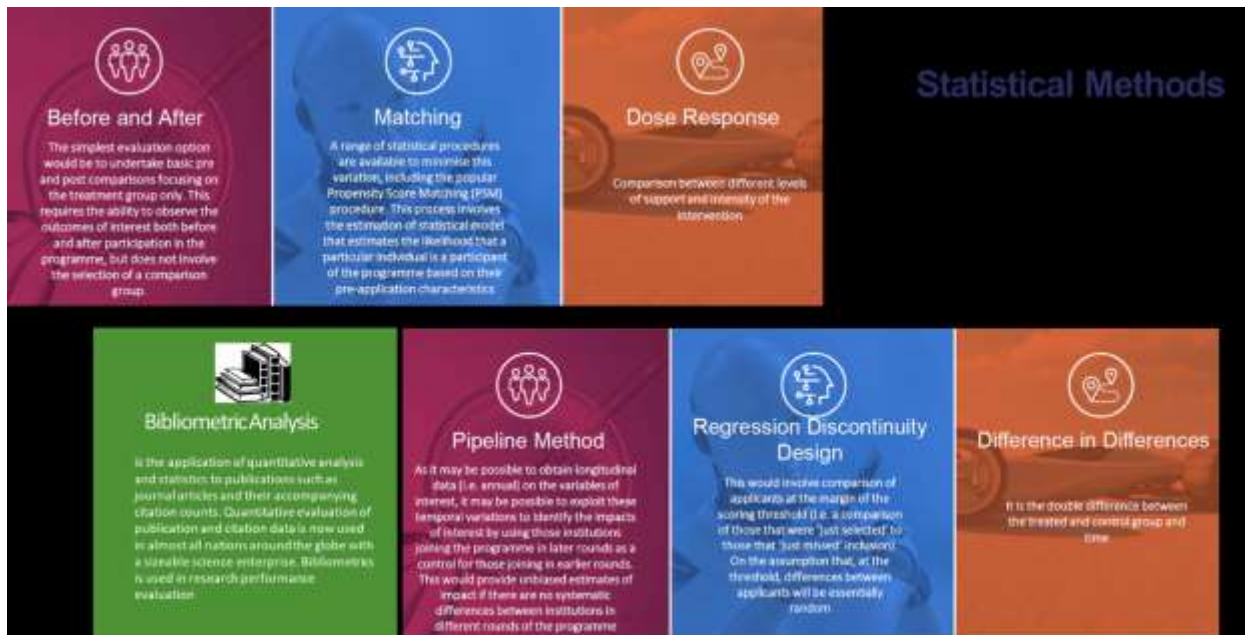 Statistical Methods
Before and After
The simplest evaluation option
would be to undertake basic pre
and post comparisons focusing on
the treatment group only. This
requires the ability to observe the
outcomes of interest both before
and after participation in the
programme, but does not involve
the selection of a comparison
group.
Matching
A range of statistical procedures
are available to minimise this
variation, including the popular
Propensity Score Matching (PSM)
procedure. This process involves
the estimation of statistical model
that estimates the likelihood that a
particular individual is a participant
of the programme based on their
pre-application characteristics
Dose Response
Comparison between different levels
of support and intensity of the
intervention
Bibliometric Analysis
is the application of quantitative analysis
and statistics to publications such as
journal articles and their accompanying
citation counts. Quantitative evaluation of
publication and citation data is now used
in almost all nations around the globe with
a sizeable science enterprise. Bibliometrics
is used in research performance
evaluation
Pipeline Method
As it may be possible to obtain longitudinal
data (i.e. annual) on the variables of
interest, it may be possible to exploit these
temporal variations to identify the impacts
of interest by using those institutions
joining the programme in later rounds as a
control for those joining in earlier rounds.
This would provide unbiased estimates of
impact if there are no systematic
differences between institutions in
different rounds of the programme
Regression Discontinuity
Design
This would involve comparison of
applicants at the margin of the
scoring threshold (i.e. a comparison
of those that were 'just selected' to
those that 'just missed' inclusion).
On the assumption that, at the
threshold, differences between
applicants will be essentially
random
Difference in Differences
It is the double difference between
the treated and control group and
time